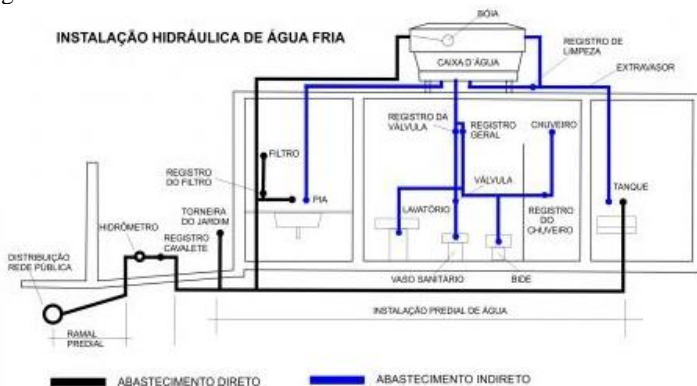 INSTALAÇÃO HIDRÁULICA DE ÁGUA FRIA
BÓIA
CAIXA D'ÁGUA
REGISTRO DE
LIMPEZA
EXTRAVASOR
REGISTRO DA
VÁLVULA
REGISTRO
GERAL
CHUVEIRO
FILTRO
REGISTRO
DO FILTRO
PIA
VÁLVULA
TANQUE
TORNEIRA
DO JARDIM
LAVATÓRIO
REGISTRO
DO
CHUVEIRO
HIDRÔMETRO
REGISTRO
CAVALETE
DISTRIBUIÇÃO
REDE PÚBLICA
VASO SANITÁRIO
BIDE
INSTALAÇÃO PREDIAL DE ÁGUA
RAMAL
PREDIAL
ABASTECIMENTO DIRETO
ABASTECIMENTO INDIRETO